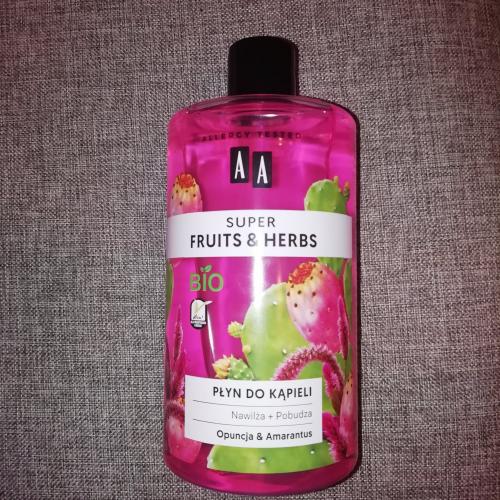 ALLERGY TESTED
AA
SUPER
FRUITS & HERBS
BIO
PŁYN DO KĄPIELI
Nawilża + Pobudza
Opuncja & Amarantus